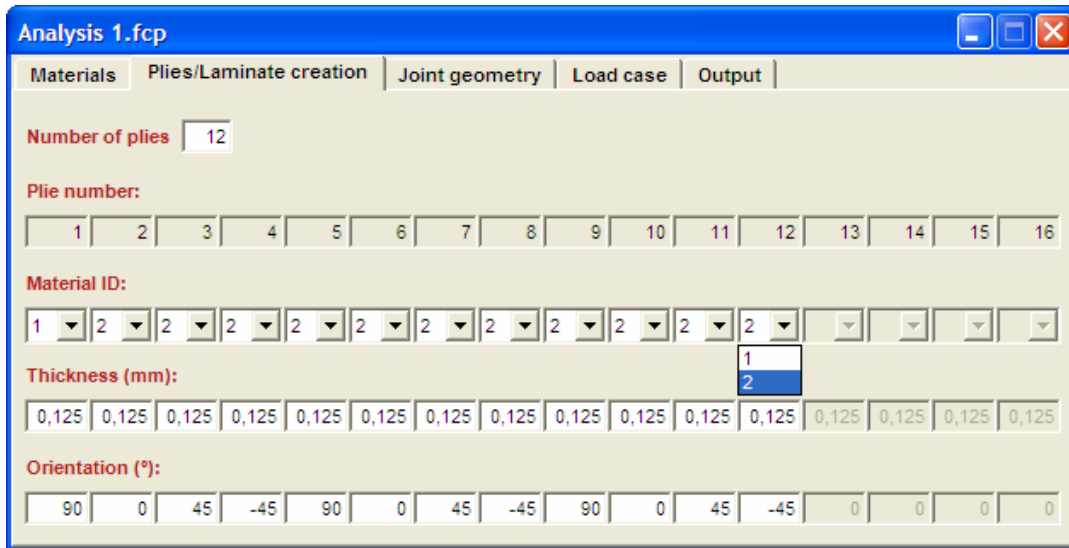 Analysis 1.fcp
Materials Plies/Laminate creation Joint geometry Load case Output
Number of plies 12
Plie number:
1 2 3 4 5 6 7 8 9 10 11 12 13 14 15 16
Material ID:
1 2 2 2 2 2 2 2 2 2 2 2
1
2
Thickness (mm):
0,125 0,125 0,125 0,125 0,125 0,125 0,125 0,125 0,125 0,125 0,125 0,125 0,125 0,125 0,125 0,125
Orientation (º):
90 0 45 -45 90 0 45 -45 90 0 45 -45 0 0 0 0